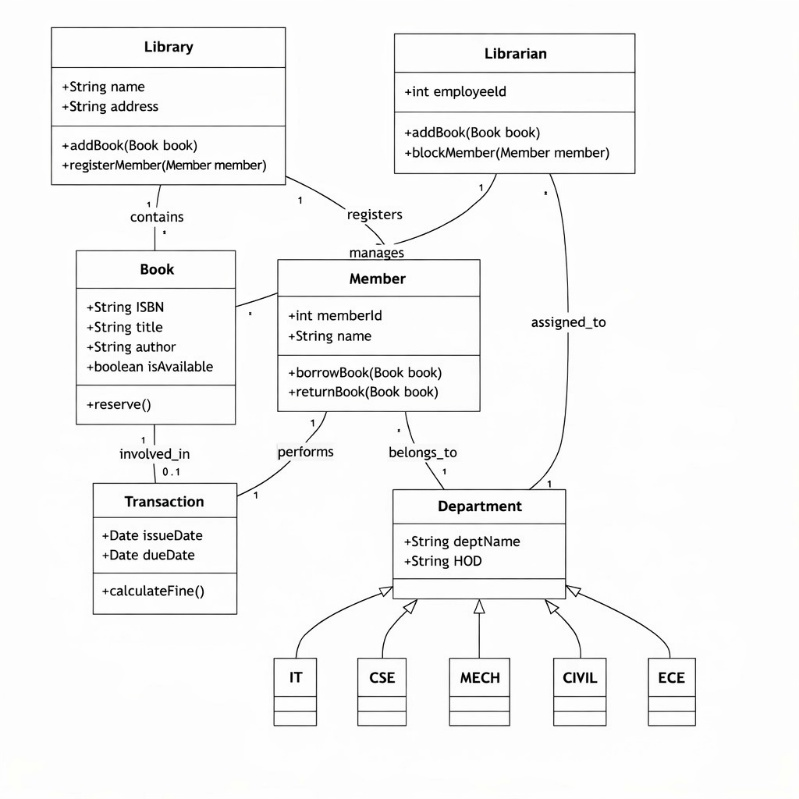 Library
+String name
+String address
+addBook(Book book)
+registerMember(Member member)
Librarian
+int employeeId
+addBook(Book book)
+blockMember(Member member)
1
contains
*
1
registers
1
manages
*
assigned_to
1
Book
+String ISBN
+String title
+String author
+boolean isAvailable
+reserve()
*
Member
+int memberId
+String name
+borrowBook(Book book)
+returnBook(Book book)
1
involved_in
0.1
1
performs
1
*
belongs_to
1
Transaction
+Date issueDate
+Date dueDate
+calculateFine()
Department
+String deptName
+String HOD
IT
CSE
MECH
CIVIL
ECE